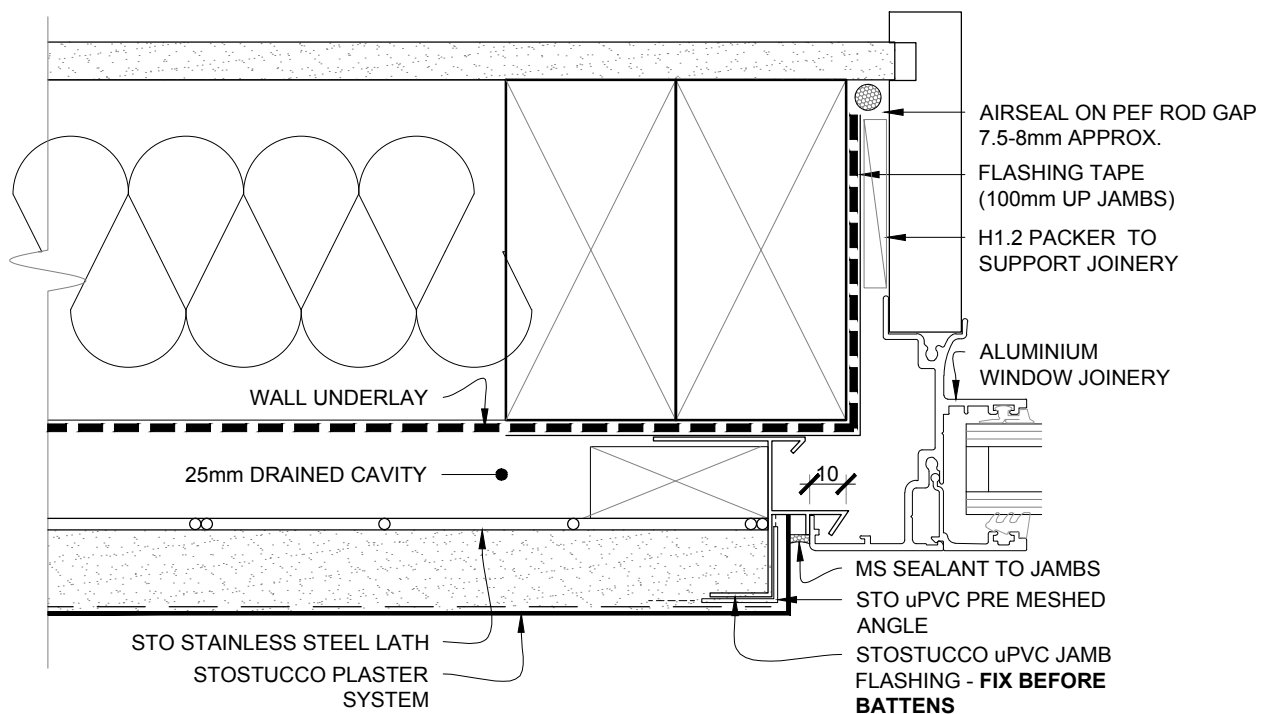 AIRSEAL ON PEF ROD GAP
7.5-8mm APPROX.
FLASHING TAPE
(100mm UP JAMBS)
H1.2 PACKER TO
SUPPORT JOINERY
ALUMINIUM
WINDOW JOINERY
WALL UNDERLAY
25mm DRAINED CAVITY
10
MS SEALANT TO JAMBS
STO uPVC PRE MESHED
ANGLE
STO STAINLESS STEEL LATH
STOSTUCCO PLASTER
SYSTEM
STOSTUCCO uPVC JAMB
FLASHING - FIX BEFORE
BATTENS